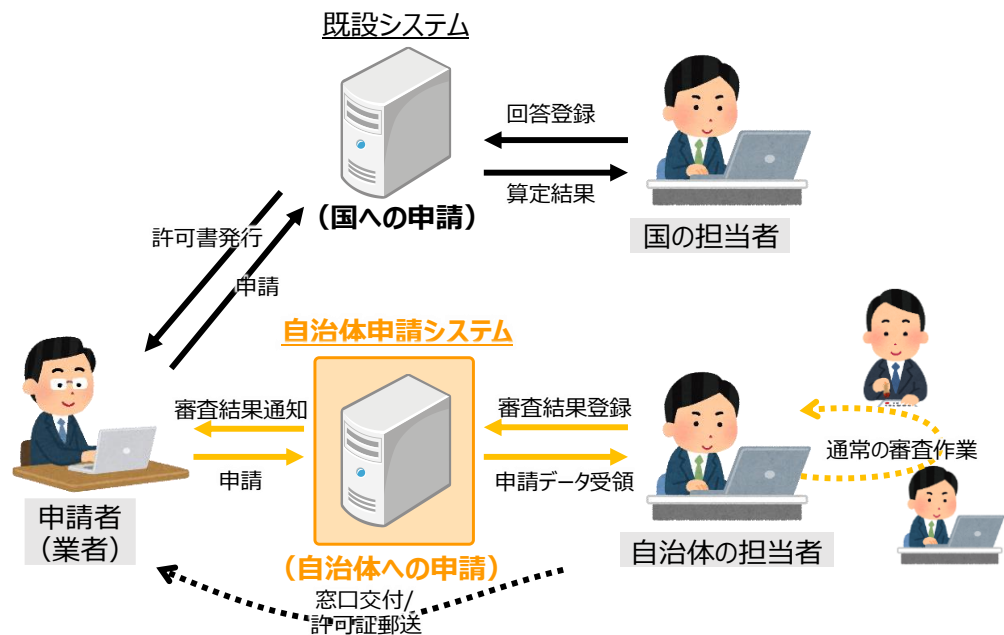 既設システム
回答登録
算定結果
(国への申請)
国の担当者
許可書発行
申請
自治体申請システム
審査結果通知
申請
審査結果登録
申請データ受領
通常の審査作業
申請者
(業者)
(自治体への申請)
自治体の担当者
窓口交付/
許可証郵送